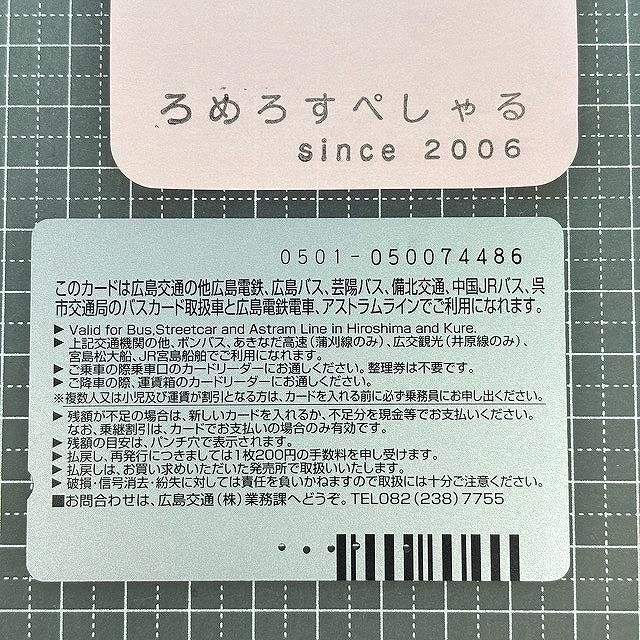 ろめろすぺしゃる
since 2006
0501-050074486
このカードは広島交通の他広島電鉄、広島バス、芸陽バス、備北交通、中国JRバス、呉
市交通局のバスカード取扱車と広島電鉄電車、アストラムラインでご利用になれます。
▶ Valid for Bus,Streetcar and Astram Line in Hiroshima and Kure.
▶ 上記交通機関の他、ボンバス、あきなだ高速(蒲刈線のみ)、広交観光(井原線のみ)、
宮島松大船、JR宮島船舶でご利用になれます。
▶ ご乗車の際乗車口のカードリーダーにお通しください。整理券は不要です。
▶ ご降車の際、運賃箱のカードリーダーにお通しください。
※複数人又は小児及び運賃が割引となる方は、カードを入れる前に必ず乗務員にお申し出ください。
▶ 残額が不足の場合は、新しいカードを入れるか、不足分を現金等でお支払いください。
なお、乗継割引は、カードでお支払いの場合のみ有効です。
▶ 残額の目安は、パンチ穴で表示されます。
▶ 払戻し、再発行につきましては1枚200円の手数料を申し受けます。
▶ 払戻しは、お買い求めいただいた発売所で取扱いいたします。
▶ 破損・信号消去・紛失に対しては責任を負いかねますので取扱には十分ご注意ください。
■お問合わせは、広島交通(株)業務課へどうぞ。TEL082(238)7755